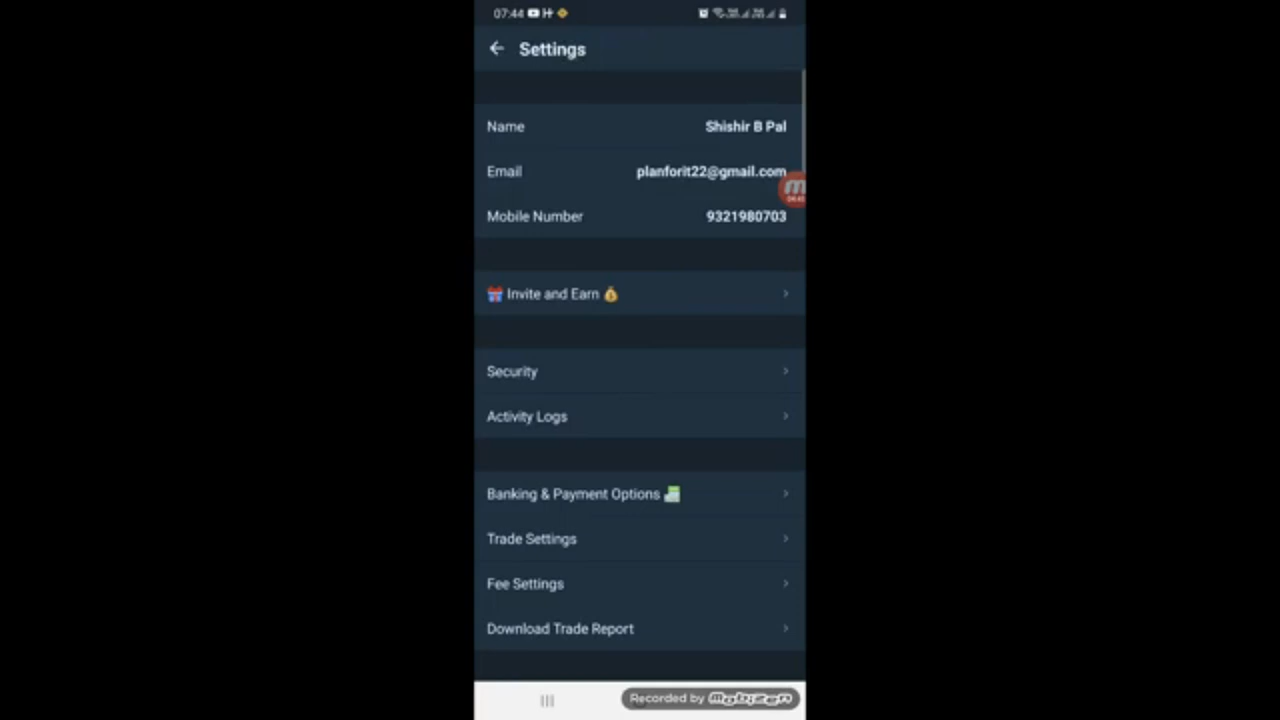 07:44
Settings
Name Shishir B Pal
Email planforit22@gmail.com
Mobile Number 9321980703
Invite and Earn
Security
Activity Logs
Banking & Payment Options
Trade Settings
Fee Settings
Download Trade Report
Recorded by mobizen